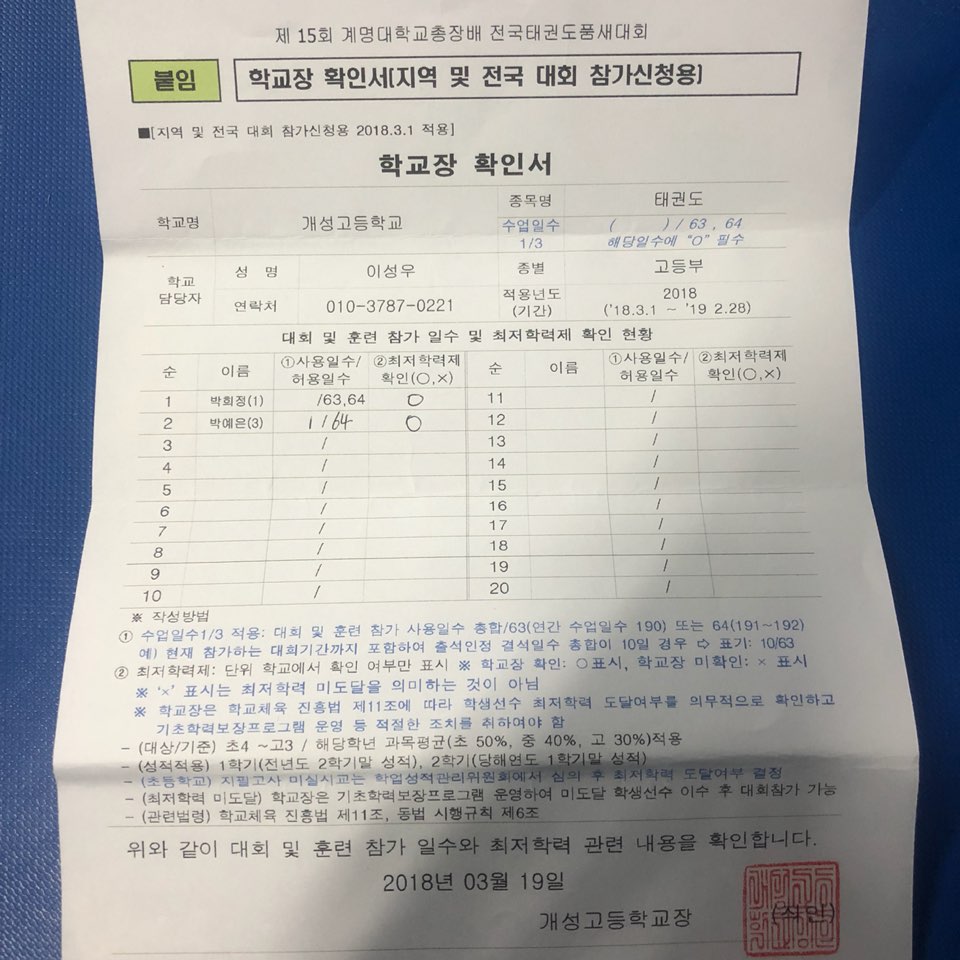 제 15회 계명대학교총장배 전국태권도품새대회
붙임 학교장 확인서(지역 및 전국 대회 참가신청용)
■[지역 및 전국 대회 참가신청용 2018.3.1 적용]
학교장 확인서
학교명 개성고등학교 종목명 태권도
수업일수 1/3 ( ) / 63 , 64
해당일수에 "O" 필수
학교 담당자 성 명 이성우 종별 고등부
연락처 010-3787-0221 적용년도 (기간) 2018
('18.3.1 ~ '19 2.28)
대회 및 훈련 참가 일수 및 최저학력제 확인 현황
순 이름 ①사용일수/허용일수 ②최저학력제 확인(○,×) 순 이름 ①사용일수/허용일수 ②최저학력제 확인(○,×)
1 박희정(1) /63,64 O 11 /
2 박예은(3) 1/64 O 12 /
3 / 13 /
4 / 14 /
5 / 15 /
6 / 16 /
7 / 17 /
8 / 18 /
9 / 19 /
10 / 20 /
※ 작성방법
① 수업일수1/3 적용: 대회 및 훈련 참가 사용일수 총합/63(연간 수업일수 190) 또는 64(191~192)
예) 현재 참가하는 대회기간까지 포함하여 출석인정 결석일수 총합이 10일 경우 ⇨ 표기: 10/63
② 최저학력제: 단위 학교에서 확인 여부만 표시 ※ 학교장 확인: ○표시, 학교장 미확인: × 표시
※ '×' 표시는 최저학력 미도달을 의미하는 것이 아님
※ 학교장은 학교체육 진흥법 제11조에 따라 학생선수 최저학력 도달여부를 의무적으로 확인하고
기초학력보장프로그램 운영 등 적절한 조치를 취하여야 함
- (대상/기준) 초4 ~고3 / 해당학년 과목평균(초 50%, 중 40%, 고 30%)적용
- (성적적용) 1학기(전년도 2학기말 성적), 2학기(당해연도 1학기말 성적)
- (초등학교) 지필고사 미실시교는 학업성적관리위원회에서 심의 후 최저학력 도달여부 결정
- (최저학력 미도달) 학교장은 기초학력보장프로그램 운영하여 미도달 학생선수 이수 후 대회참가 가능
- (관련법령) 학교체육 진흥법 제11조, 동법 시행규칙 제6조
위와 같이 대회 및 훈련 참가 일수와 최저학력 관련 내용을 확인합니다.
2018년 03월 19일
개성고등학교장 (직인)